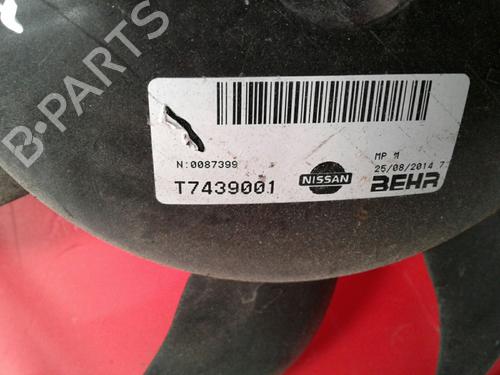 B-PARTS
N:0087399
T7439001
NISSAN
MP M
25/08/2014 7
BEHR